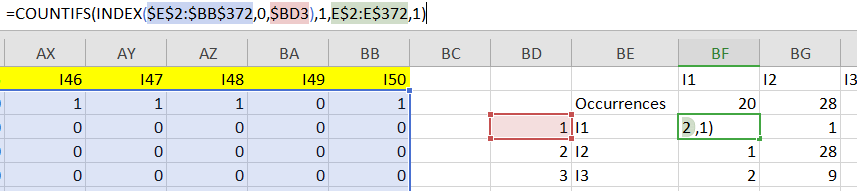 =COUNTIFS(INDEX($E$2:$BB$372,0,$BD3),1,E$2:E$372,1)
AX AY AZ BA BB BC BD BE BF BG
I46 I47 I48 I49 I50 I1 I2 I3
1 1 1 0 1 Occurrences 20 28
0 0 0 0 0 1 I1 2,1) 1
0 0 0 0 0 2 I2 1 28
0 0 0 0 0 3 I3 2 9